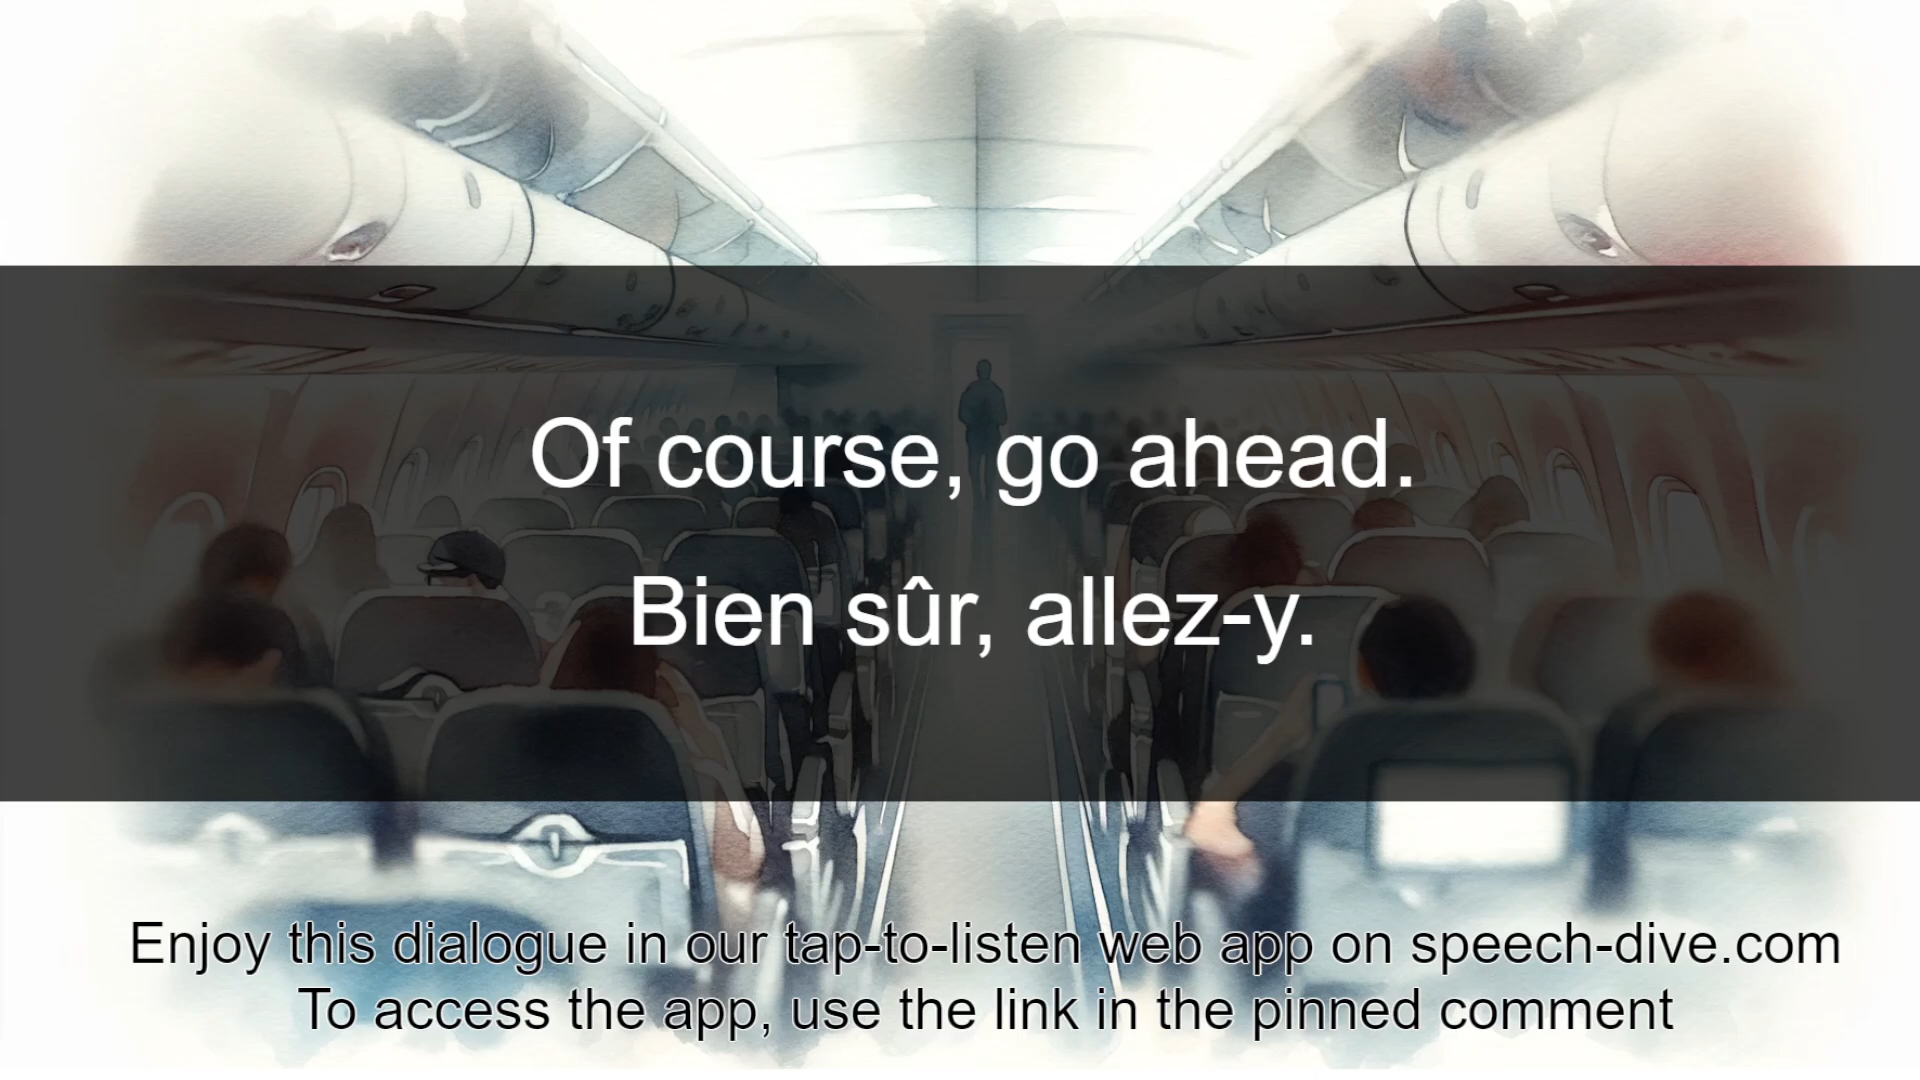 Of course, go ahead.
Bien sûr, allez-y.
Enjoy this dialogue in our tap-to-listen web app on speech-dive.com
To access the app, use the link in the pinned comment